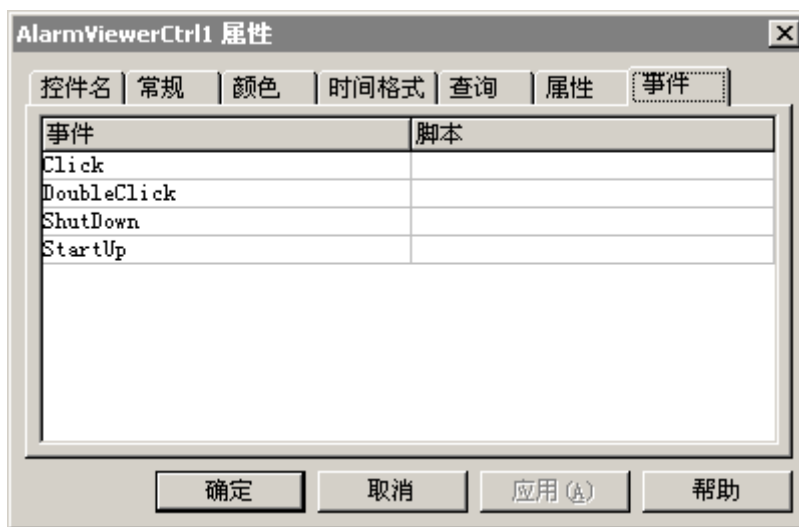 AlarmViewerCtrl1 属性
控件名 常规 颜色 时间格式 查询 属性 事件
事件 脚本
Click
DoubleClick
ShutDown
StartUp
确定 取消 应用(A) 帮助